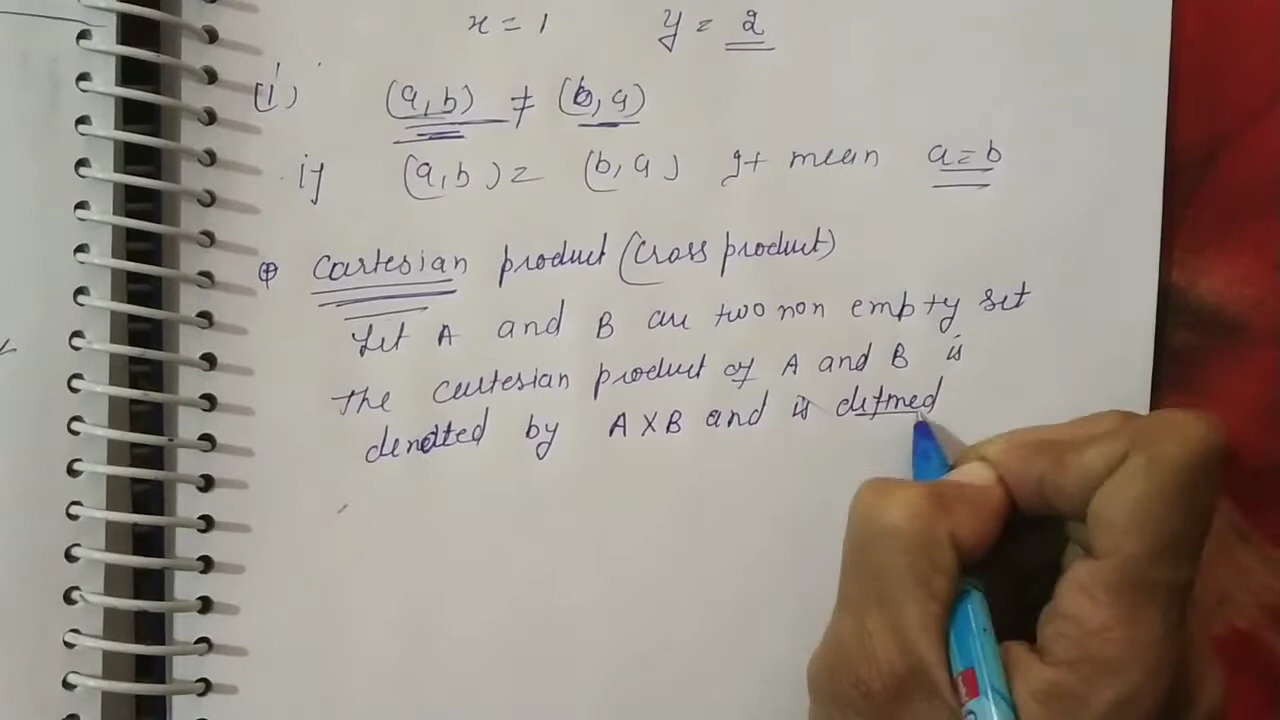 x = 1 y = 2
(i) (a,b) ≠ (b,a)
if (a,b) = (b,a) It mean a=b
⊕ Cartesian product (Cross product)
Let A and B are two non empty set
The cartesian product of A and B is
denoted by A×B and is defined